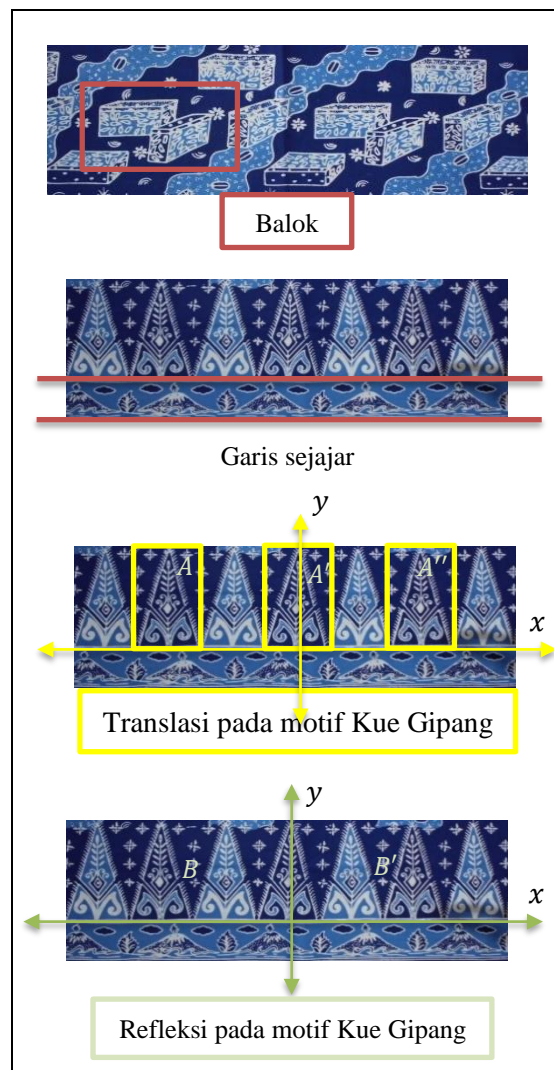 Balok
Garis sejajar
y
A
A′
A′′
x
Translasi pada motif Kue Gipang
y
B
B′
x
Refleksi pada motif Kue Gipang